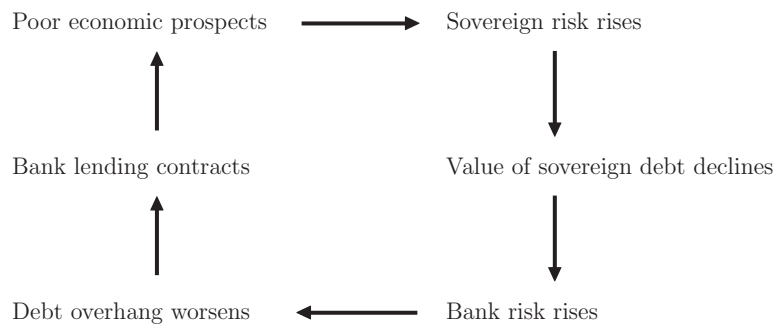 Poor economic prospects
Sovereign risk rises
Bank lending contracts
Value of sovereign debt declines
Debt overhang worsens
Bank risk rises